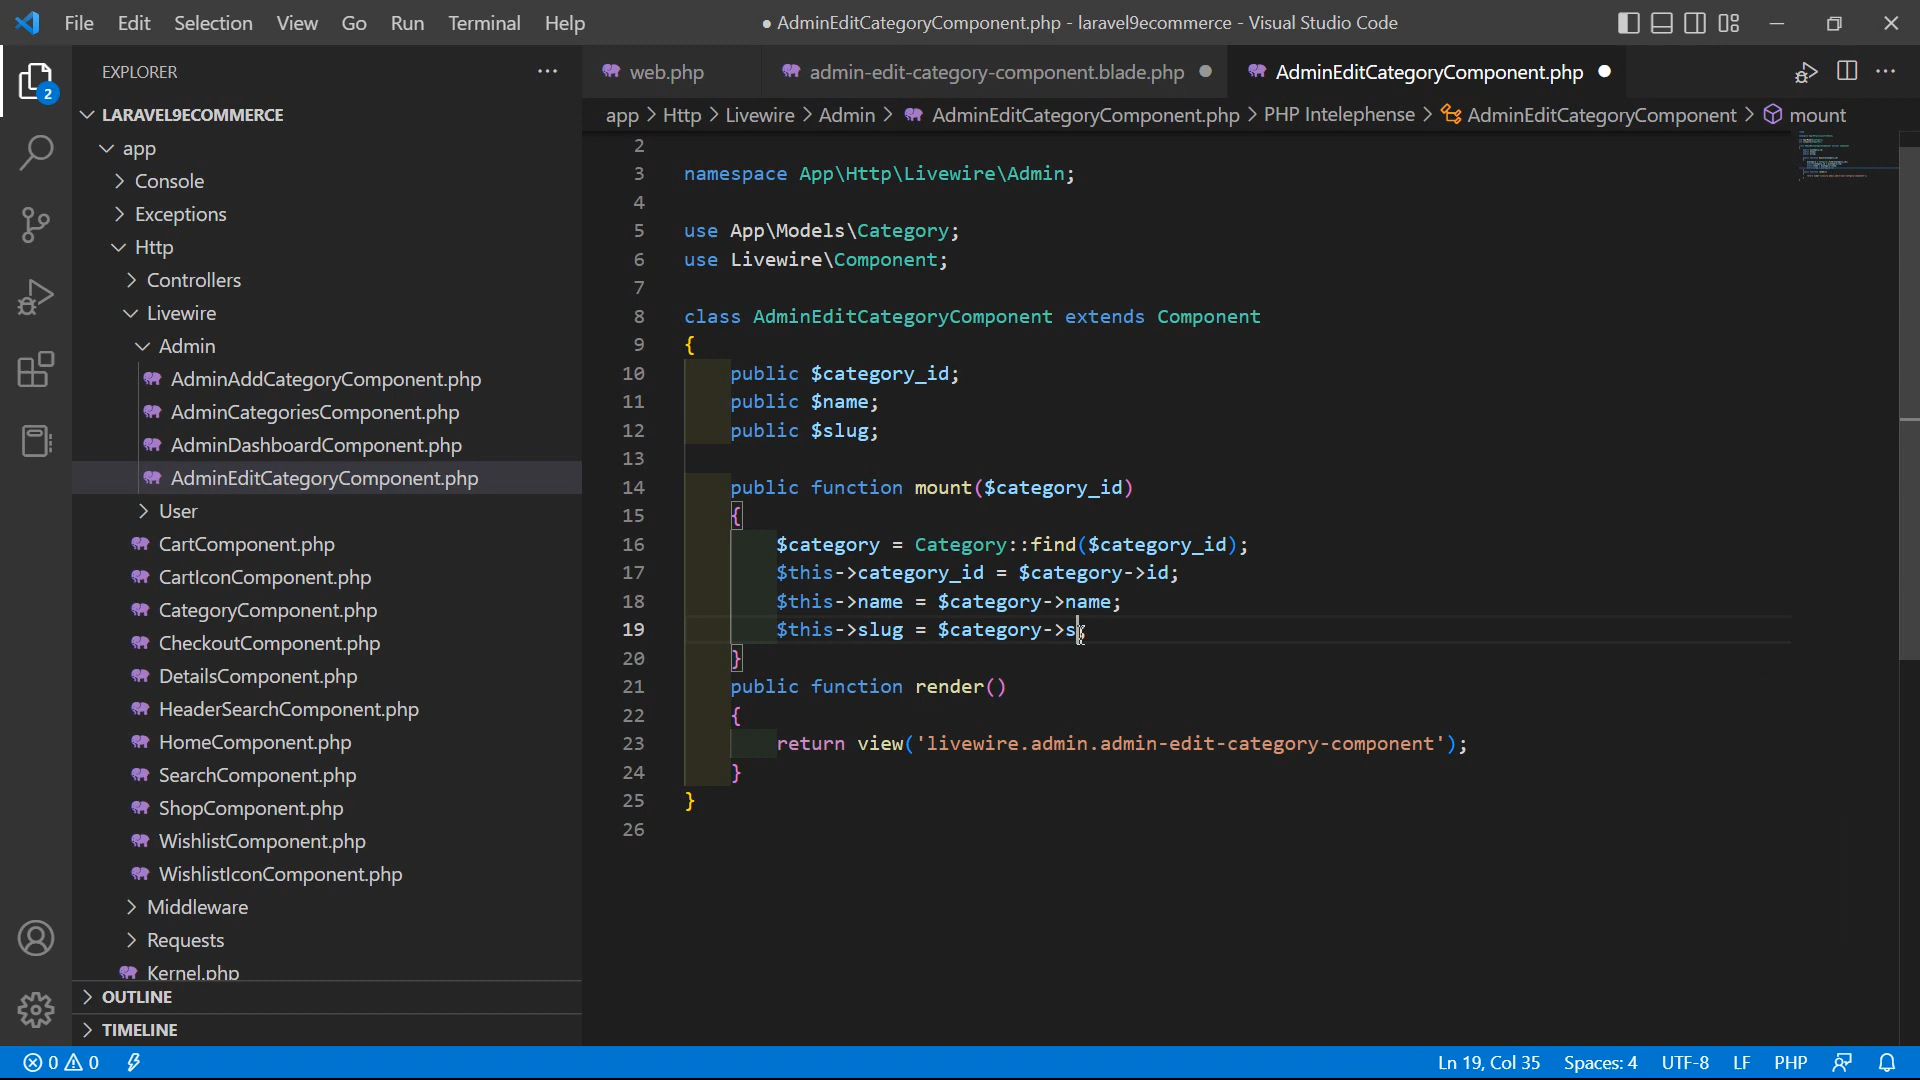 File Edit Selection View Go Run Terminal Help
● AdminEditCategoryComponent.php - laravel9ecommerce - Visual Studio Code
EXPLORER
web.php
admin-edit-category-component.blade.php
AdminEditCategoryComponent.php
app > Http > Livewire > Admin > AdminEditCategoryComponent.php > PHP Intelephense > AdminEditCategoryComponent > mount
2
LARAVEL9ECOMMERCE
app
Console
Exceptions
Http
Controllers
Livewire
Admin
AdminAddCategoryComponent.php
AdminCategoriesComponent.php
AdminDashboardComponent.php
AdminEditCategoryComponent.php
User
CartComponent.php
CartIconComponent.php
CategoryComponent.php
CheckoutComponent.php
DetailsComponent.php
HeaderSearchComponent.php
HomeComponent.php
SearchComponent.php
ShopComponent.php
WishlistComponent.php
WishlistIconComponent.php
Middleware
Requests
Kernel.php
OUTLINE
TIMELINE
2
3 namespace App\Http\Livewire\Admin;
4
5 use App\Models\Category;
6 use Livewire\Component;
7
8 class AdminEditCategoryComponent extends Component
9 {
10 public $category_id;
11 public $name;
12 public $slug;
13
14 public function mount($category_id)
15 {
16 $category = Category::find($category_id);
17 $this->category_id = $category->id;
18 $this->name = $category->name;
19 $this->slug = $category->s;
20 }
21 public function render()
22 {
23 return view('livewire.admin.admin-edit-category-component');
24 }
25 }
26
0 0
Ln 19, Col 35 Spaces: 4 UTF-8 LF PHP